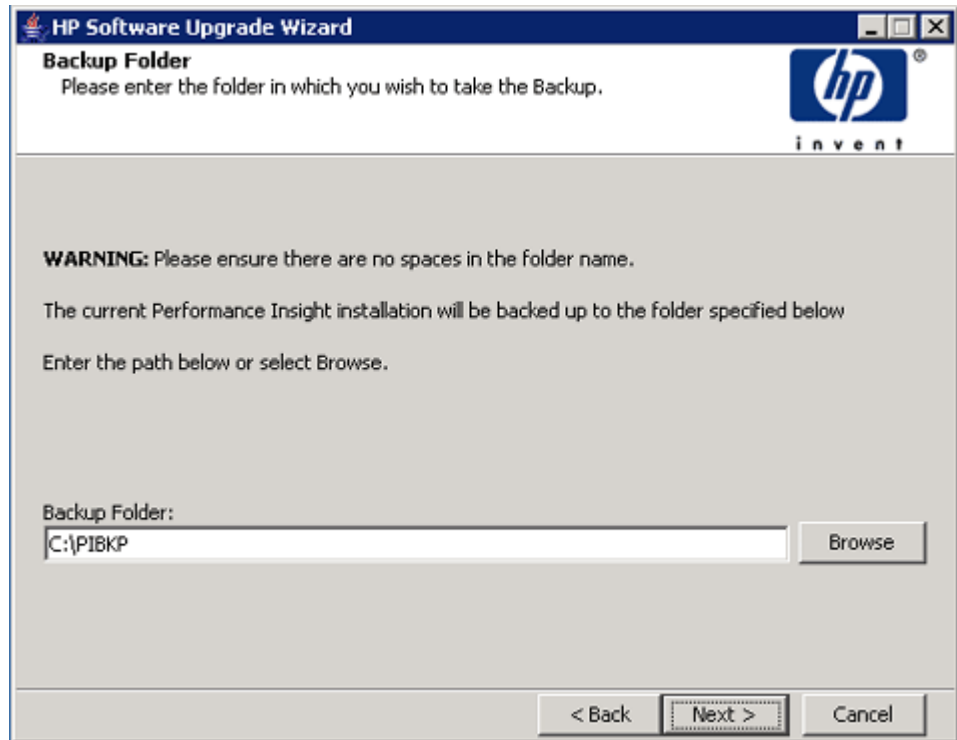 HP Software Upgrade Wizard
Backup Folder
Please enter the folder in which you wish to take the Backup.
hp
®
invent
WARNING: Please ensure there are no spaces in the folder name.
The current Performance Insight installation will be backed up to the folder specified below
Enter the path below or select Browse.
Backup Folder:
C:\PIBKP
Browse
< Back
Next >
Cancel